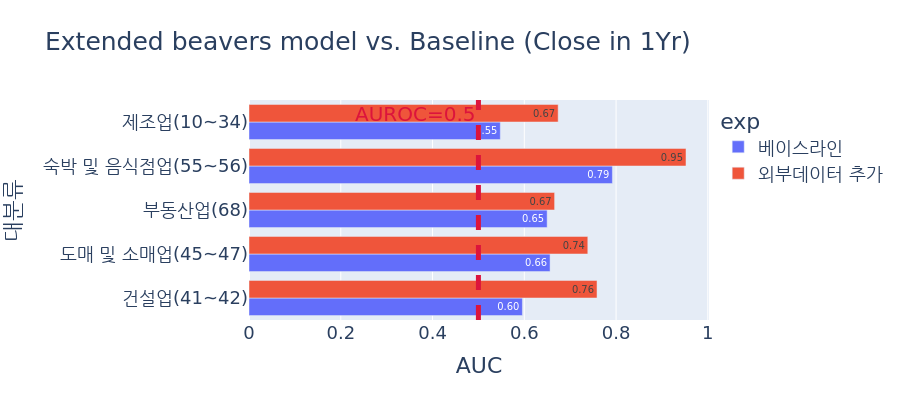 Extended beavers model vs. Baseline (Close in 1Yr)
대분류
제조업(10~34)
숙박 및 음식점업(55~56)
부동산업(68)
도매 및 소매업(45~47)
건설업(41~42)
AUROC=0.5
0.67
.55
0.95
0.79
0.67
0.65
0.74
0.66
0.76
0.60
0 0.2 0.4 0.6 0.8 1
AUC
exp
베이스라인
외부데이터 추가